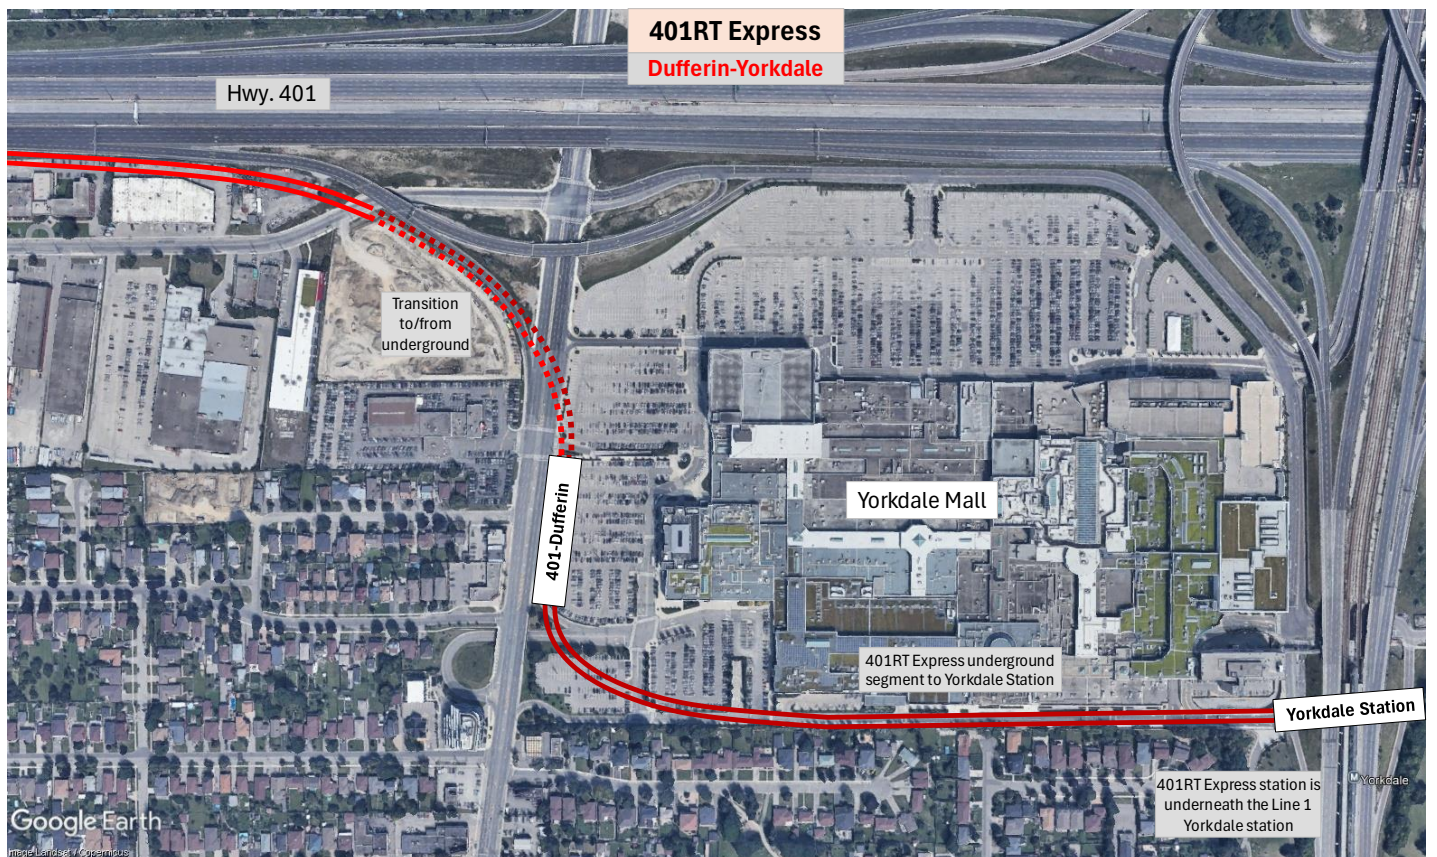 401RT Express
Dufferin-Yorkdale
Hwy. 401
Transition
to/from
underground
401-Dufferin
Yorkdale Mall
401RT Express underground
segment to Yorkdale Station
Yorkdale Station
M Yorkdale
401RT Express station is
underneath the Line 1
Yorkdale station
Google Earth
Image Landsat / Copernicus